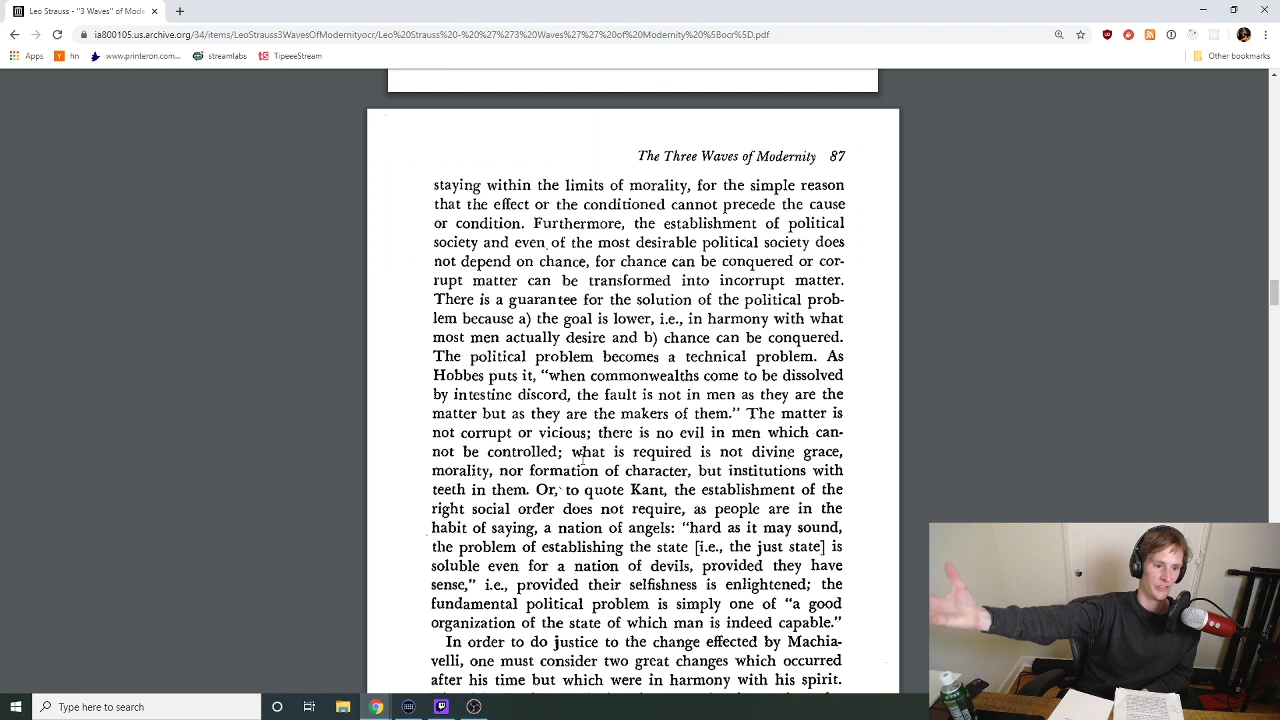 Leo Strauss - "3 Waves" of Mode
ia800105.us.archive.org/34/items/LeoStrauss3WavesOfModernityocr/Leo%20Strauss%20-%20%27%273%20Waves%27%27%20of%20Modernity%20%5Bocr%5D.pdf
Apps hn www.printeron.com... streamlabs TipeeeStream Other bookmarks
The Three Waves of Modernity 87
staying within the limits of morality, for the simple reason
that the effect or the conditioned cannot precede the cause
or condition. Furthermore, the establishment of political
society and even of the most desirable political society does
not depend on chance, for chance can be conquered or cor-
rupt matter can be transformed into incorrupt matter.
There is a guarantee for the solution of the political prob-
lem because a) the goal is lower, i.e., in harmony with what
most men actually desire and b) chance can be conquered.
The political problem becomes a technical problem. As
Hobbes puts it, “when commonwealths come to be dissolved
by intestine discord, the fault is not in men as they are the
matter but as they are the makers of them.” The matter is
not corrupt or vicious; there is no evil in men which can-
not be controlled; what is required is not divine grace,
morality, nor formation of character, but institutions with
teeth in them. Or, to quote Kant, the establishment of the
right social order does not require, as people are in the
habit of saying, a nation of angels: “hard as it may sound,
the problem of establishing the state [i.e., the just state] is
soluble even for a nation of devils, provided they have
sense,” i.e., provided their selfishness is enlightened; the
fundamental political problem is simply one of “a good
organization of the state of which man is indeed capable.”
In order to do justice to the change effected by Machia-
velli, one must consider two great changes which occurred
after his time but which were in harmony with his spirit.
Type here to search